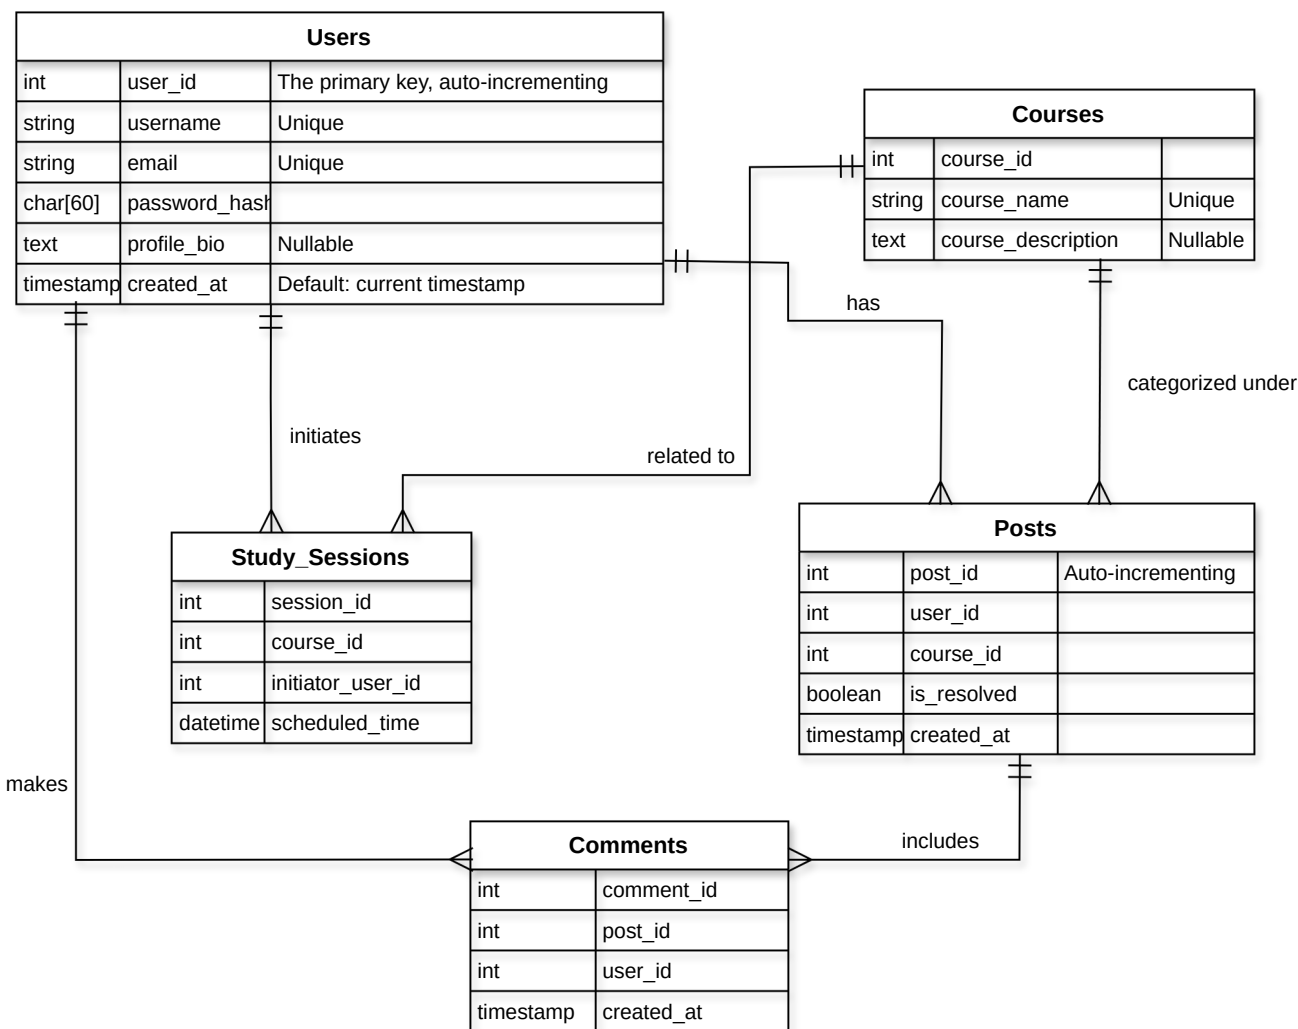 Users
int user_id The primary key, auto-incrementing
string username Unique
string email Unique
char[60] password_hash
text profile_bio Nullable
timestamp created_at Default: current timestamp
Courses
int course_id
string course_name Unique
text course_description Nullable
has
categorized under
initiates
related to
Study_Sessions
int session_id
int course_id
int initiator_user_id
datetime scheduled_time
Posts
int post_id Auto-incrementing
int user_id
int course_id
boolean is_resolved
timestamp created_at
makes
includes
Comments
int comment_id
int post_id
int user_id
timestamp created_at